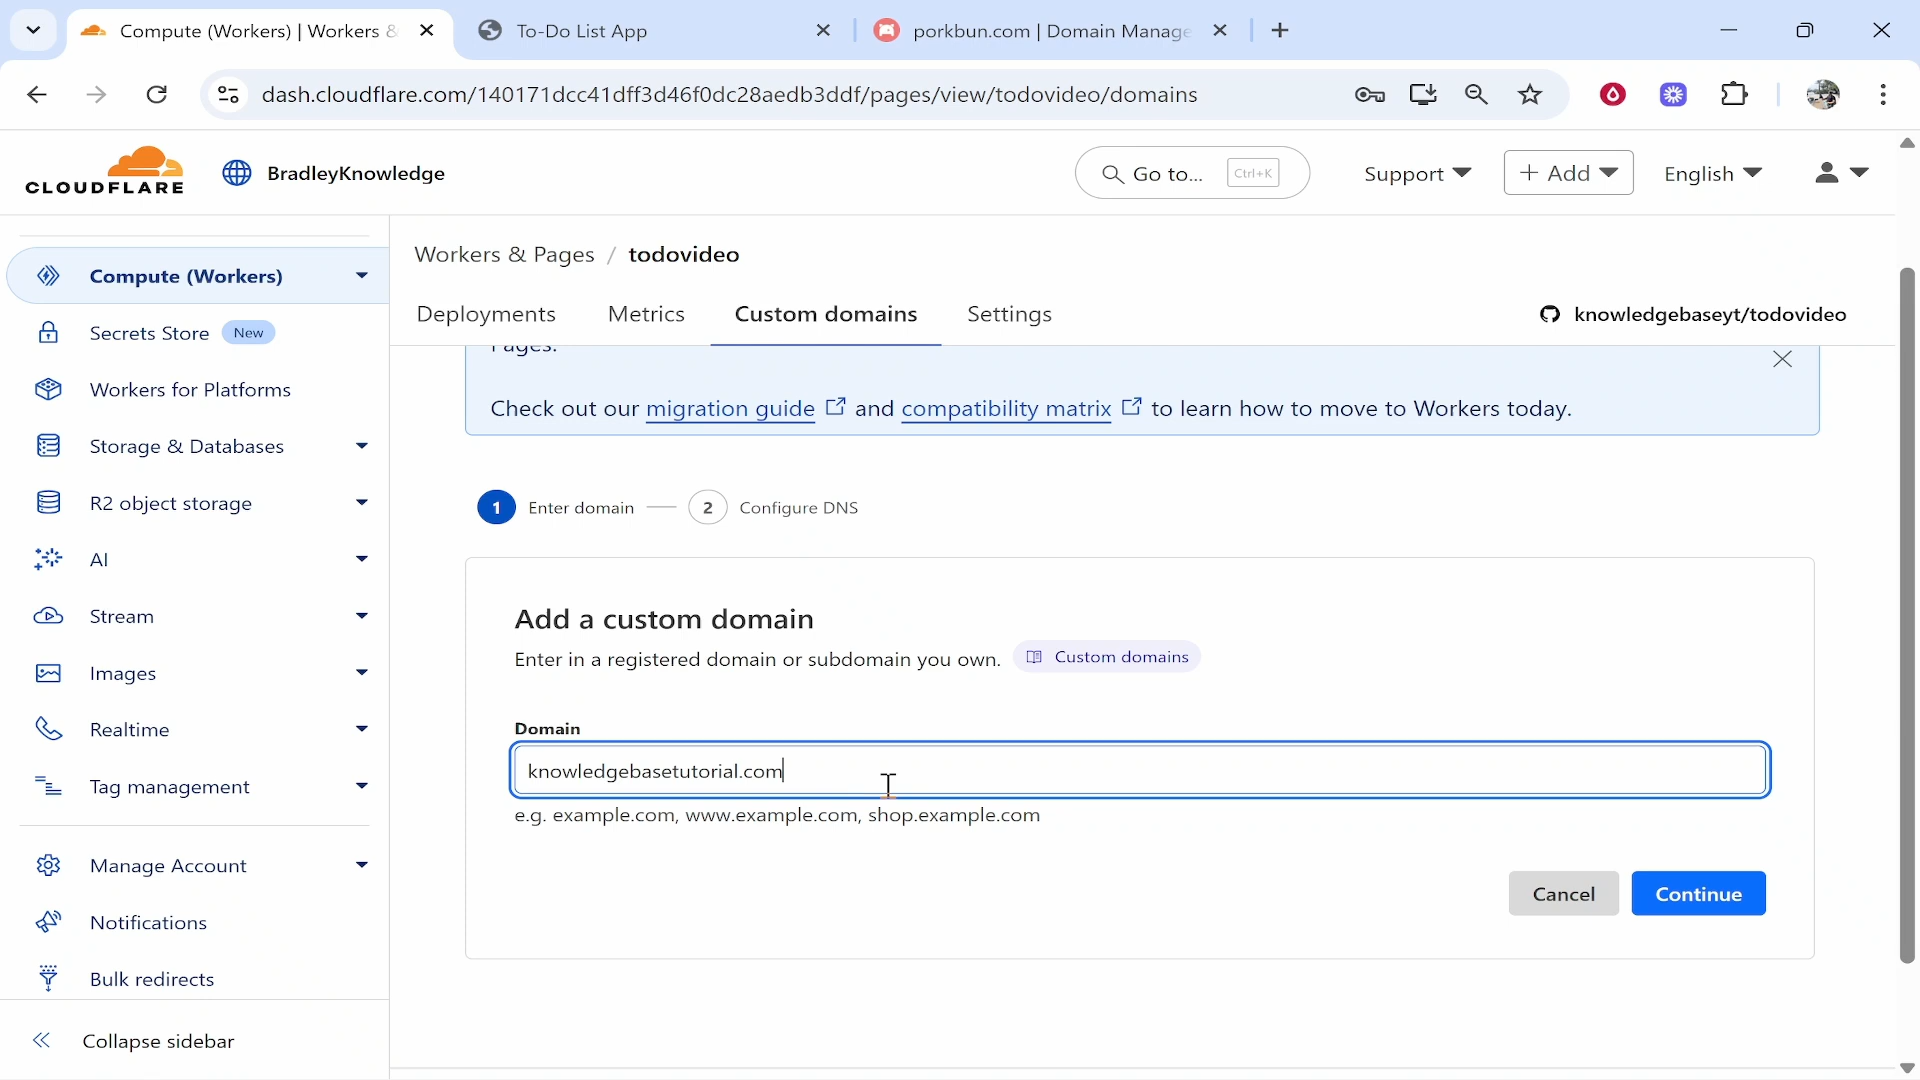 Compute (Workers) | Workers &
To-Do List App
porkbun.com | Domain Manage
dash.cloudflare.com/140171dcc41dff3d46f0dc28aedb3ddf/pages/view/todovideo/domains
CLOUDFLARE
BradleyKnowledge
Go to...
Ctrl+K
Support
+ Add
English
Compute (Workers)
Secrets Store
New
Workers for Platforms
Storage & Databases
R2 object storage
AI
Stream
Images
Realtime
Tag management
Manage Account
Notifications
Bulk redirects
Collapse sidebar
Workers & Pages / todovideo
Deployments
Metrics
Custom domains
Settings
knowledgebaseyt/todovideo
Pages.
Check out our migration guide and compatibility matrix to learn how to move to Workers today.
1 Enter domain
2 Configure DNS
Add a custom domain
Enter in a registered domain or subdomain you own.
Custom domains
Domain
knowledgebasetutorial.com
e.g. example.com, www.example.com, shop.example.com
Cancel
Continue